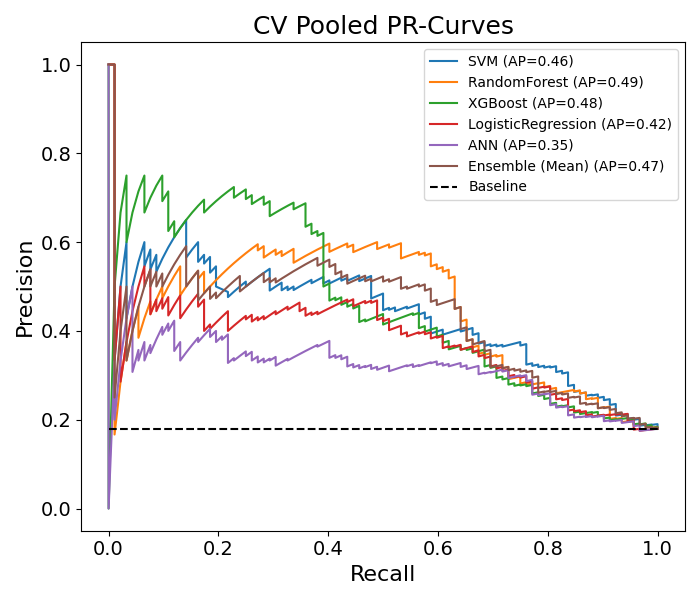 CV Pooled PR-Curves
SVM (AP=0.46)
RandomForest (AP=0.49)
XGBoost (AP=0.48)
LogisticRegression (AP=0.42)
ANN (AP=0.35)
Ensemble (Mean) (AP=0.47)
Baseline
Precision
1.0
0.8
0.6
0.4
0.2
0.0
0.0 0.2 0.4 0.6 0.8 1.0
Recall